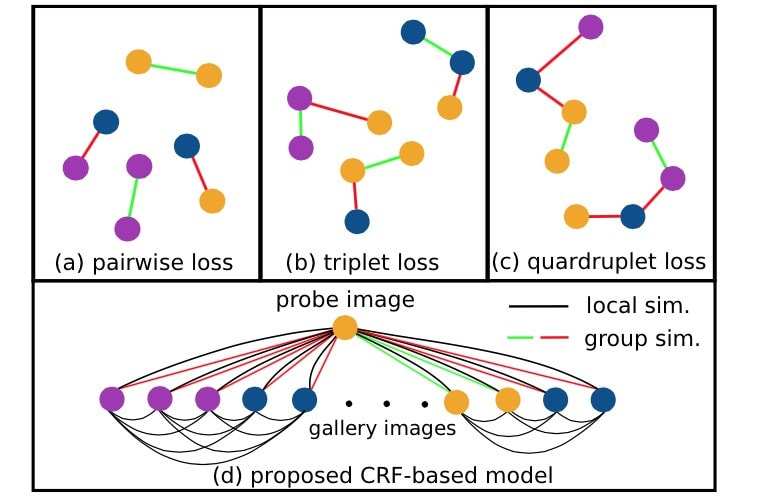 (a) pairwise loss
(b) triplet loss
(c) quardruplet loss
probe image
local sim.
group sim.
gallery images
(d) proposed CRF-based model